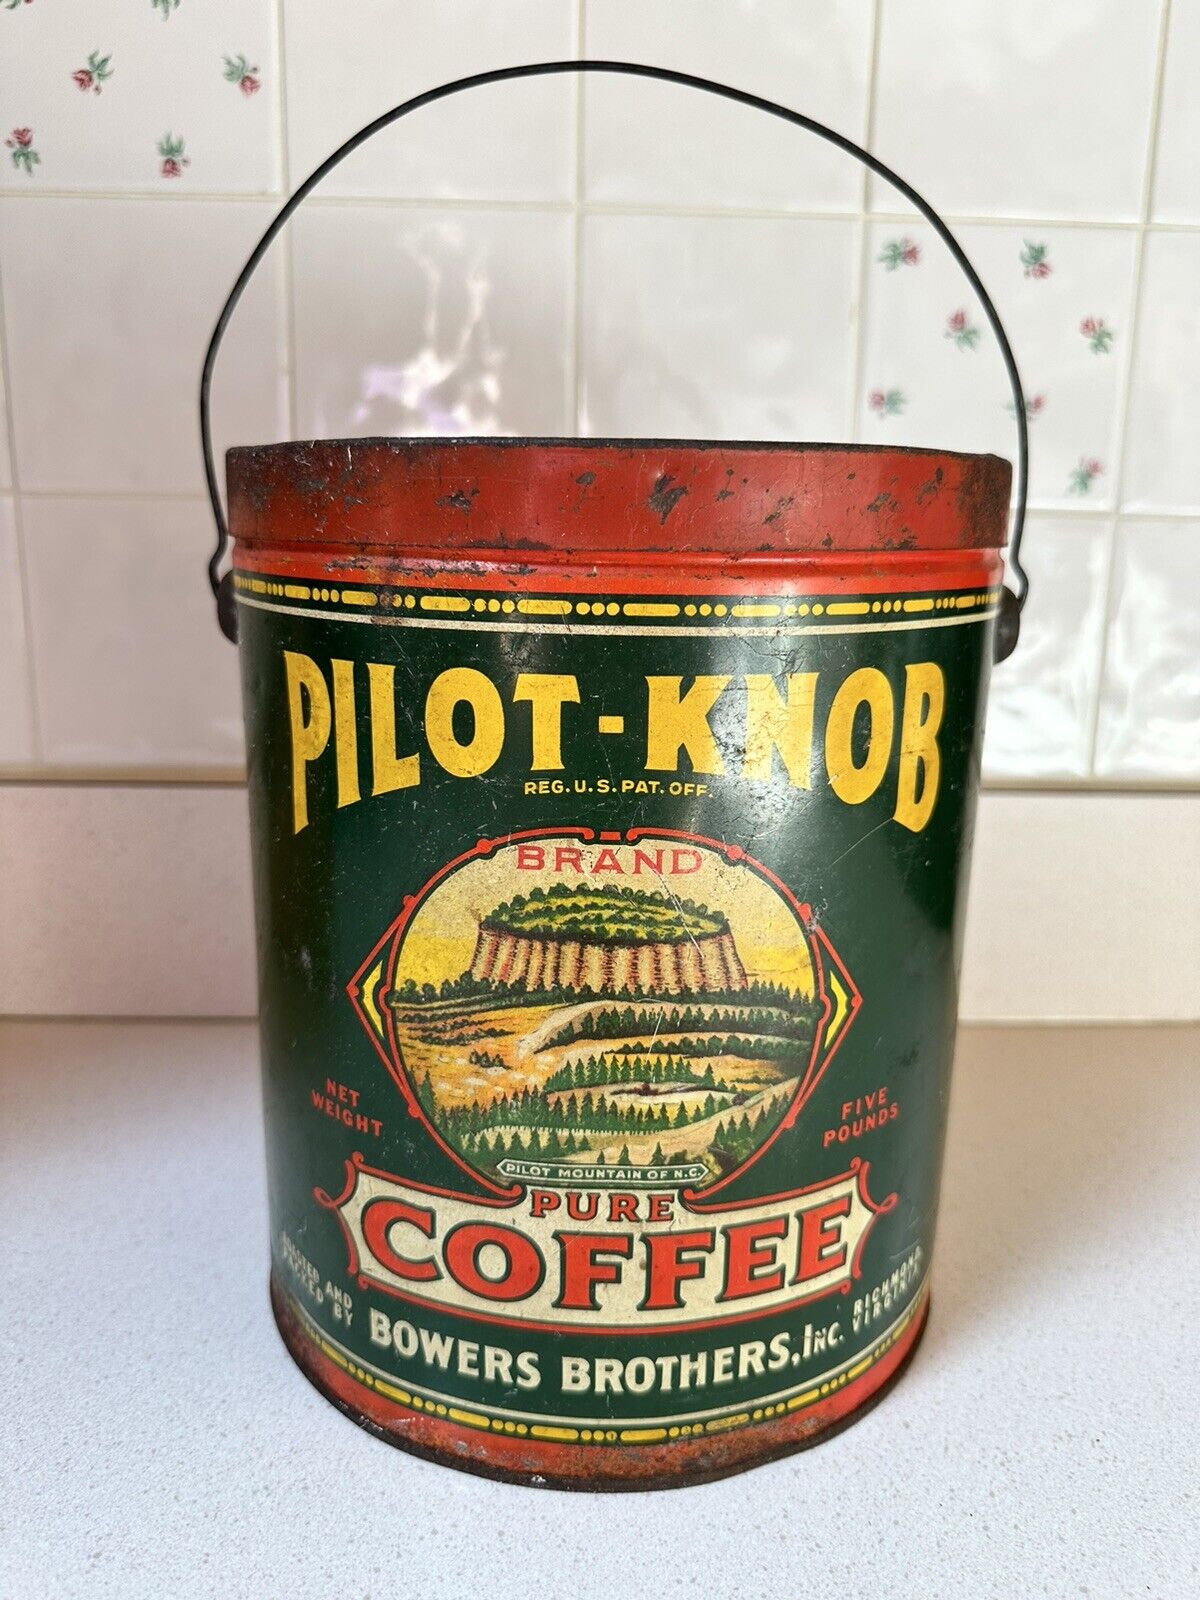 PILOT-KNOB
REG. U. S. PAT. OFF.
BRAND
NET
WEIGHT
FIVE
POUNDS
PILOT MOUNTAIN OF N.C.
PURE
COFFEE
ROASTED AND
PACKED BY
BOWERS BROTHERS, INC.
RICHMOND,
VIRGINIA